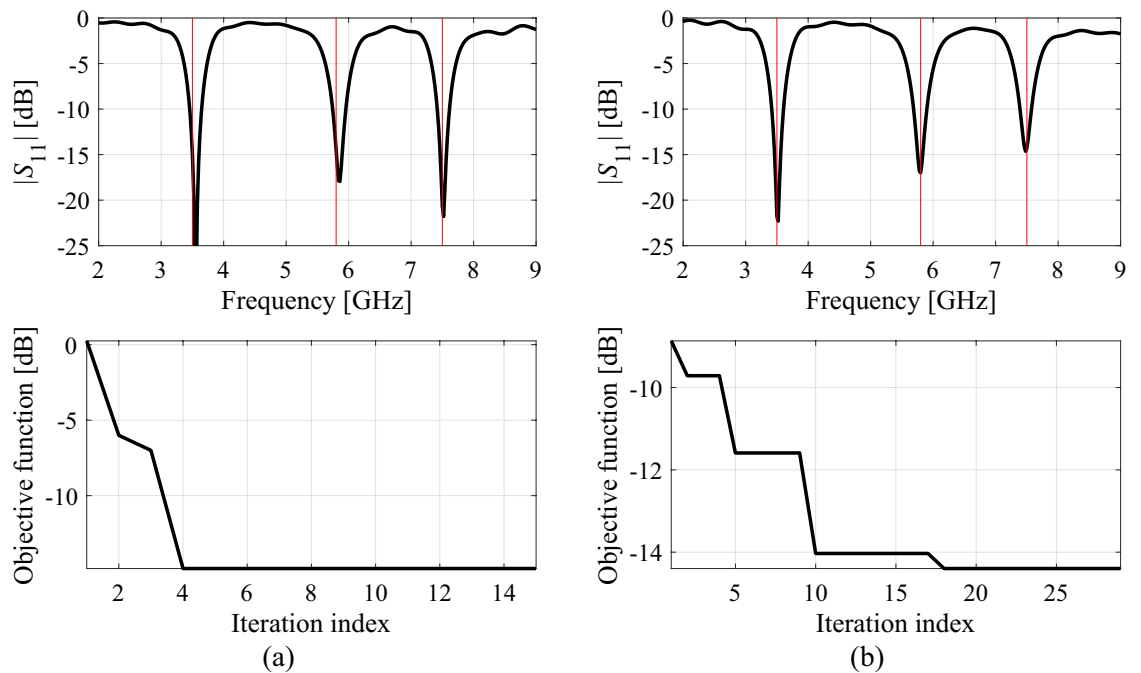 0
-5
-10
-15
-20
-25
|S11| [dB]
2 3 4 5 6 7 8 9
Frequency [GHz]
0
-5
-10
-15
-20
-25
|S11| [dB]
2 3 4 5 6 7 8 9
Frequency [GHz]
0
-5
-10
Objective function [dB]
2 4 6 8 10 12 14
Iteration index
(a)
-10
-12
-14
Objective function [dB]
5 10 15 20 25
Iteration index
(b)